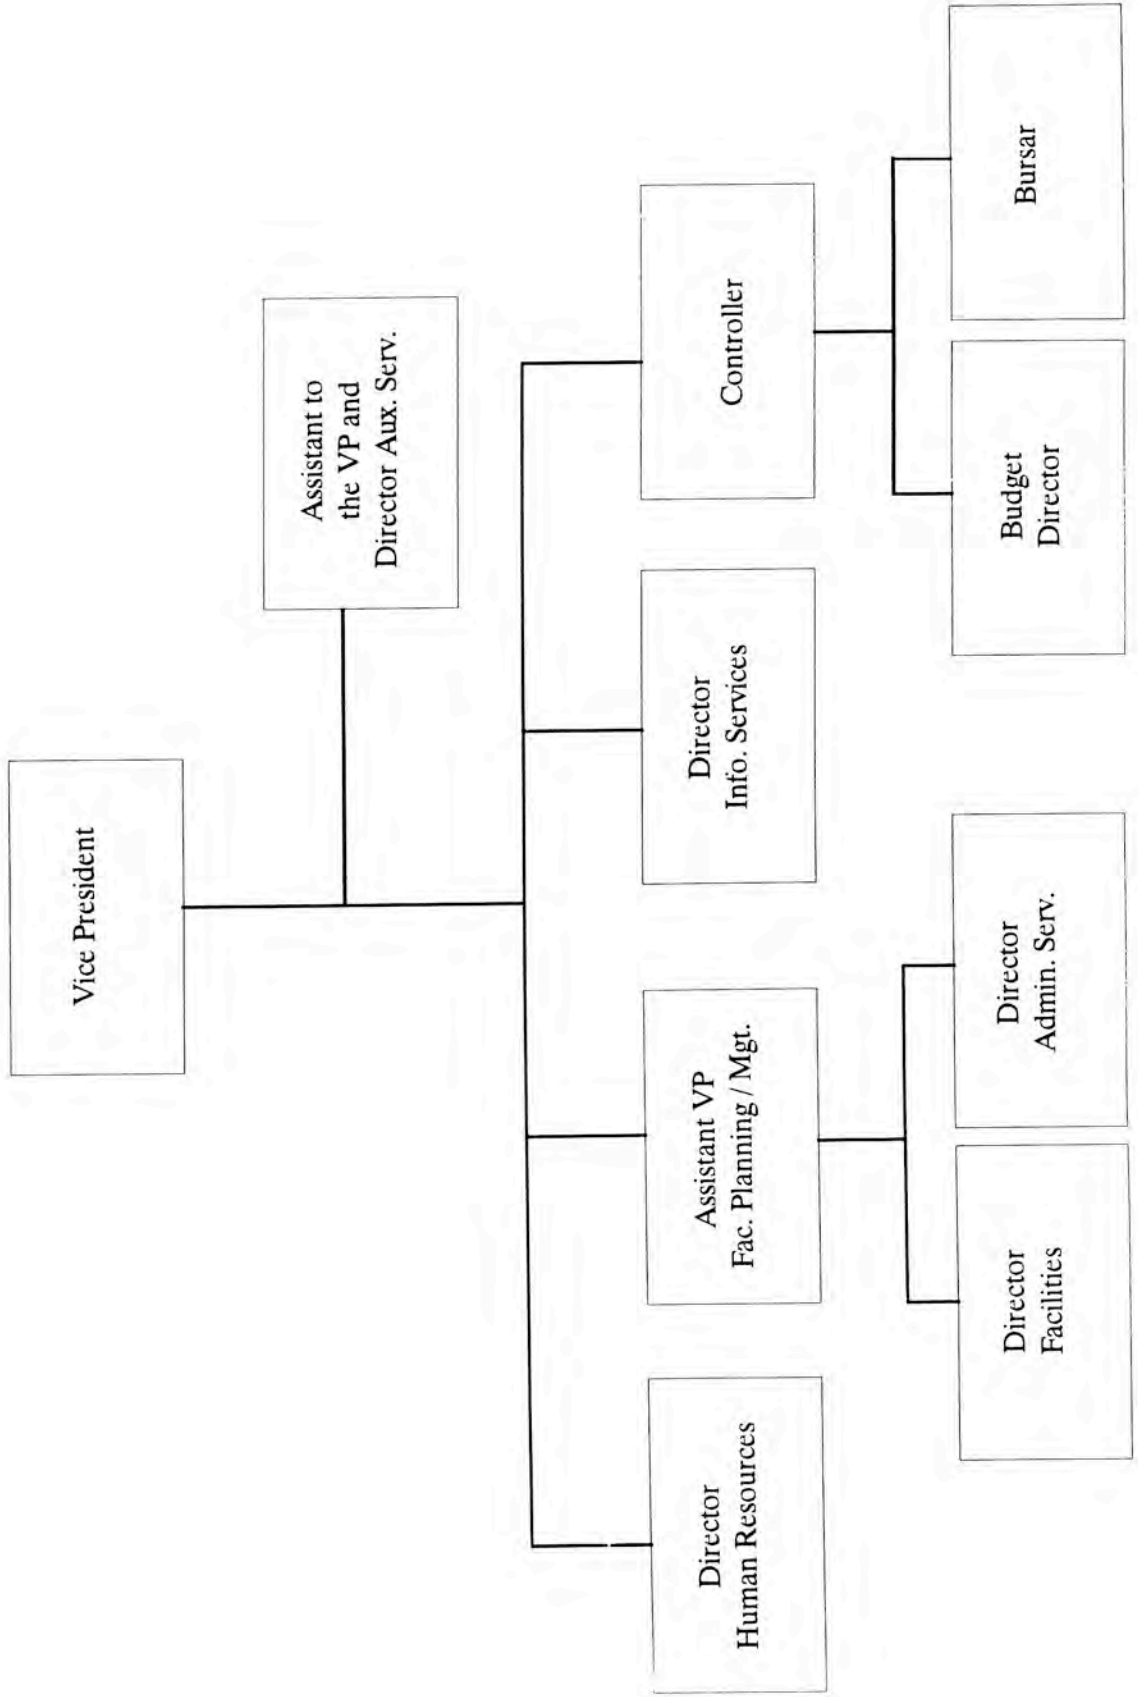 Vice President
Assistant to
the VP and
Director Aux. Serv.
Director
Human Resources
Assistant VP
Fac. Planning / Mgt.
Director
Info. Services
Controller
Director
Facilities
Director
Admin. Serv.
Budget
Director
Bursar